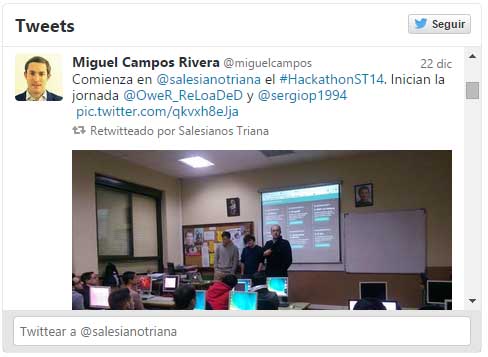 Tweets
Seguir
Miguel Campos Rivera @miguelcampos 22 dic
Comienza en @salesianotriana el #HackathonST14. Inician la
jornada @OweR_ReLoaDeD y @sergiop1994
pic.twitter.com/qkvxh8eJja
Retwitteado por Salesianos Triana
Twittear a @salesianotriana